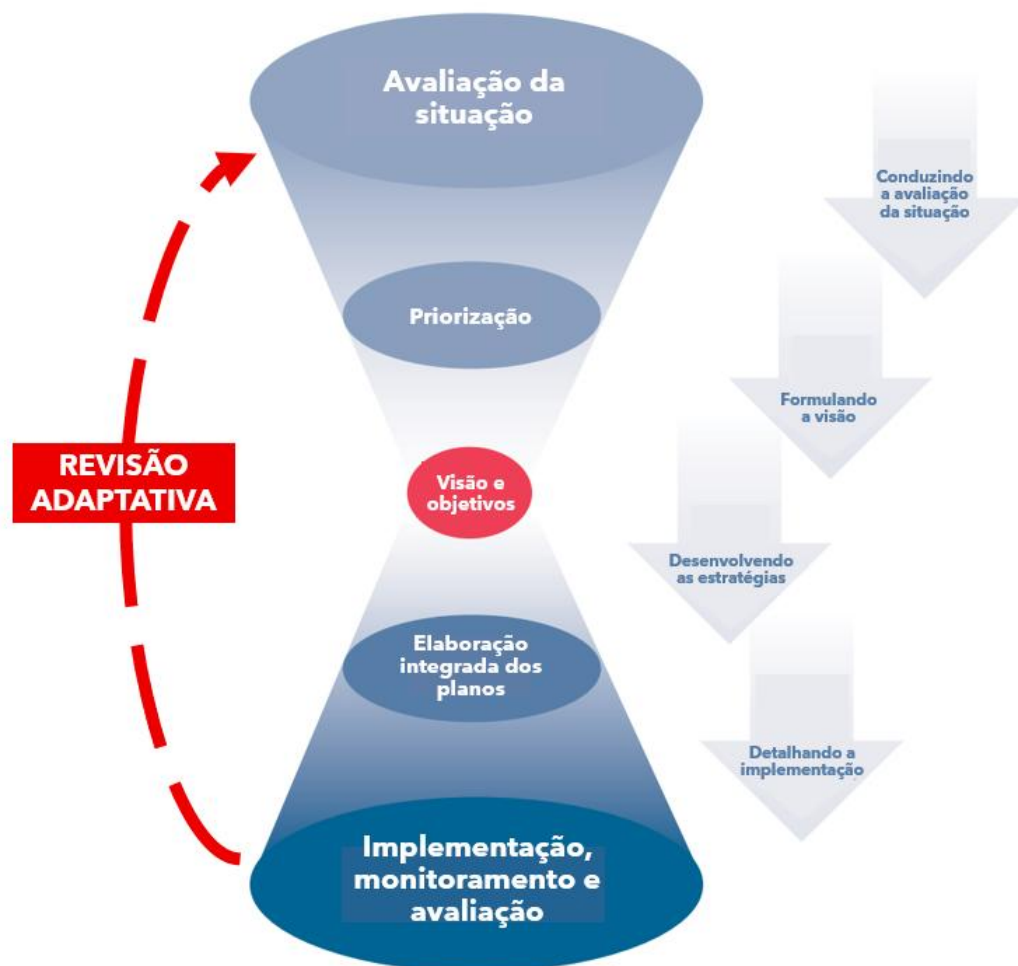 Avaliação da
situação
Conduzindo
a avaliação
da situação
Priorização
Formulando
a visão
REVISÃO
ADAPTATIVA
Visão e
objetivos
Desenvolvendo
as estratégias
Elaboração
integrada dos
planos
Detalhando a
implementação
Implementação,
monitoramento e
avaliação